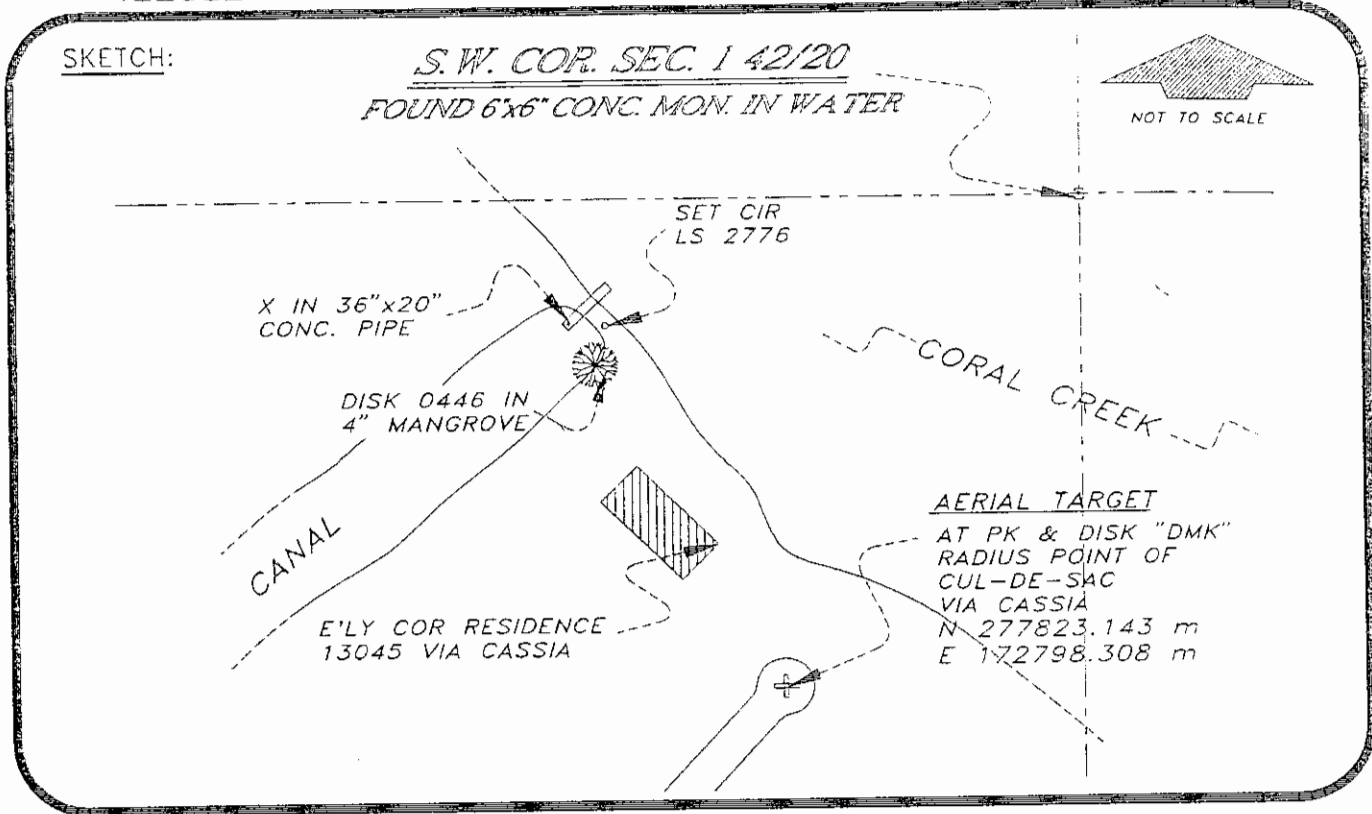 SKETCH:
S.W. COR. SEC. 1 42/20
FOUND 6"x6" CONC. MON. IN WATER
NOT TO SCALE
SET CIR
LS 2776
X IN 36"x20"
CONC. PIPE
DISK 0446 IN
4" MANGROVE
CORAL CREEK
CANAL
AERIAL TARGET
AT PK & DISK "DMK"
RADIUS POINT OF
CUL-DE-SAC
VIA CASSIA
N 277823.143 m
E 172798.308 m
E'LY COR RESIDENCE
13045 VIA CASSIA